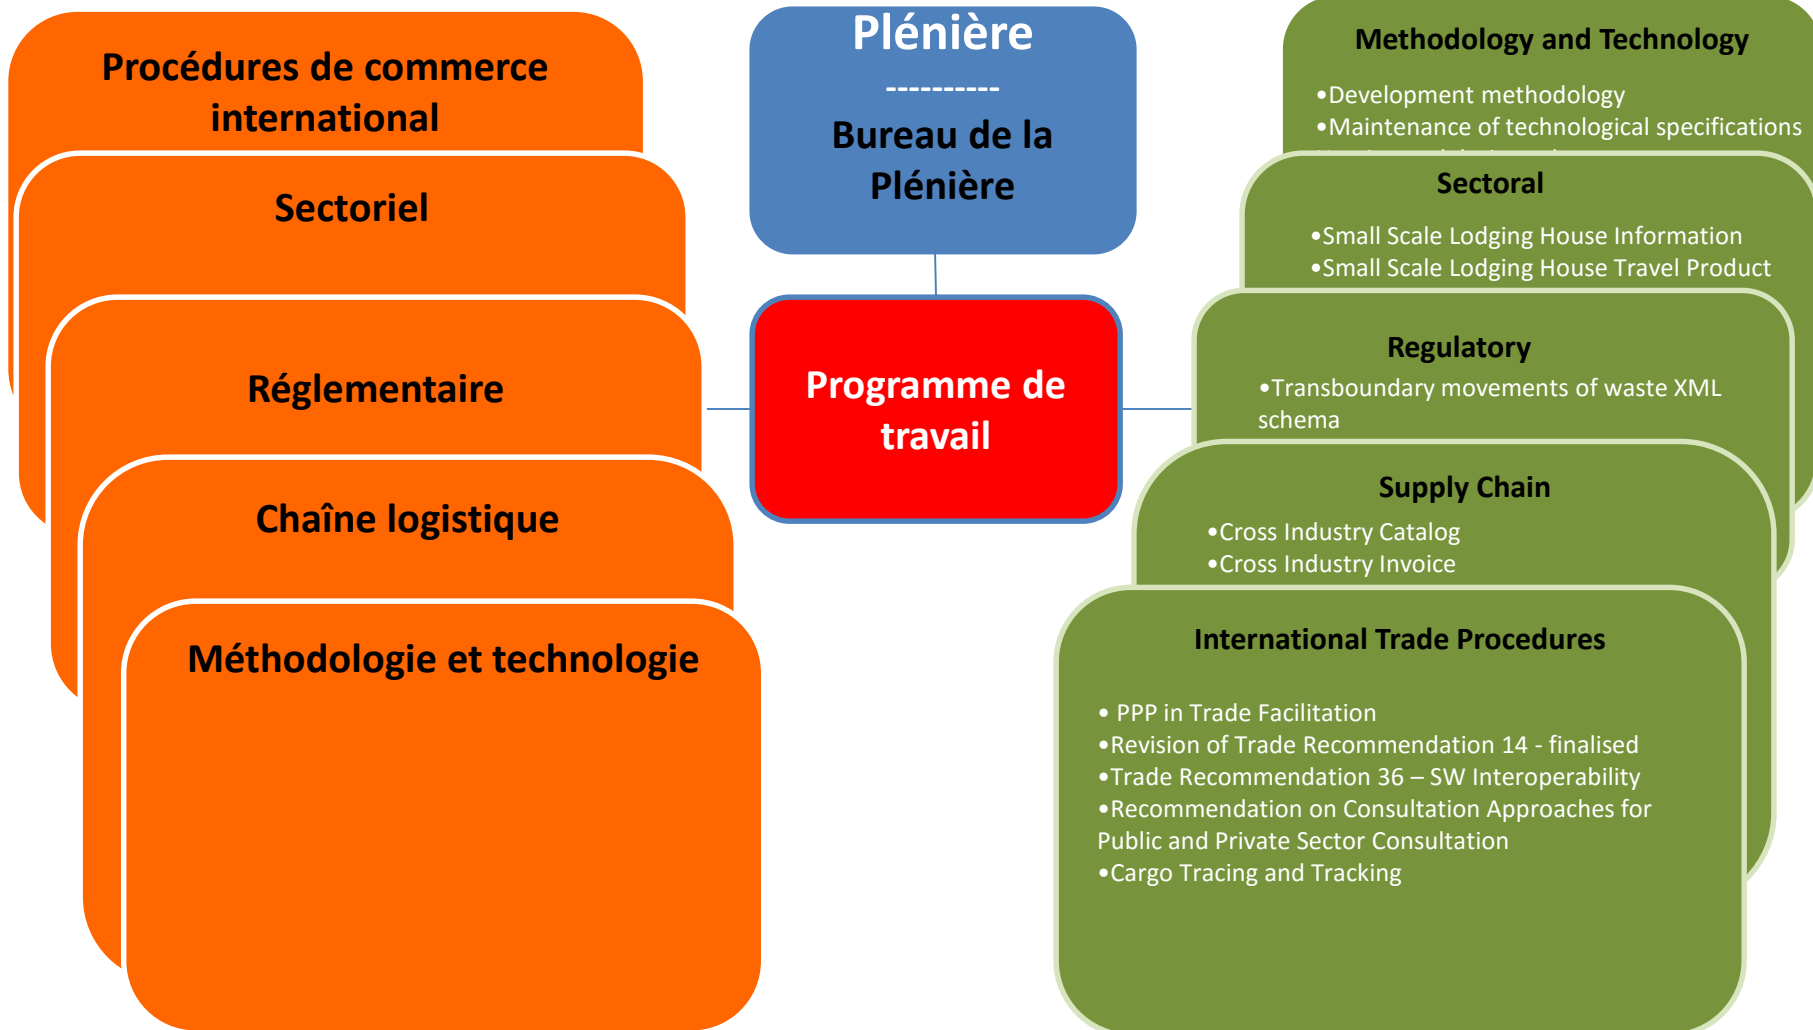 Procédures de commerce
international
Sectoriel
Réglementaire
Chaîne logistique
Méthodologie et technologie
Plénière
----------
Bureau de la
Plénière
Programme de
travail
Methodology and Technology
•Development methodology
•Maintenance of technological specifications
Sectoral
•Small Scale Lodging House Information
•Small Scale Lodging House Travel Product
Regulatory
•Transboundary movements of waste XML
schema
Supply Chain
•Cross Industry Catalog
•Cross Industry Invoice
International Trade Procedures
• PPP in Trade Facilitation
•Revision of Trade Recommendation 14 - finalised
•Trade Recommendation 36 – SW Interoperability
•Recommendation on Consultation Approaches for
Public and Private Sector Consultation
•Cargo Tracing and Tracking